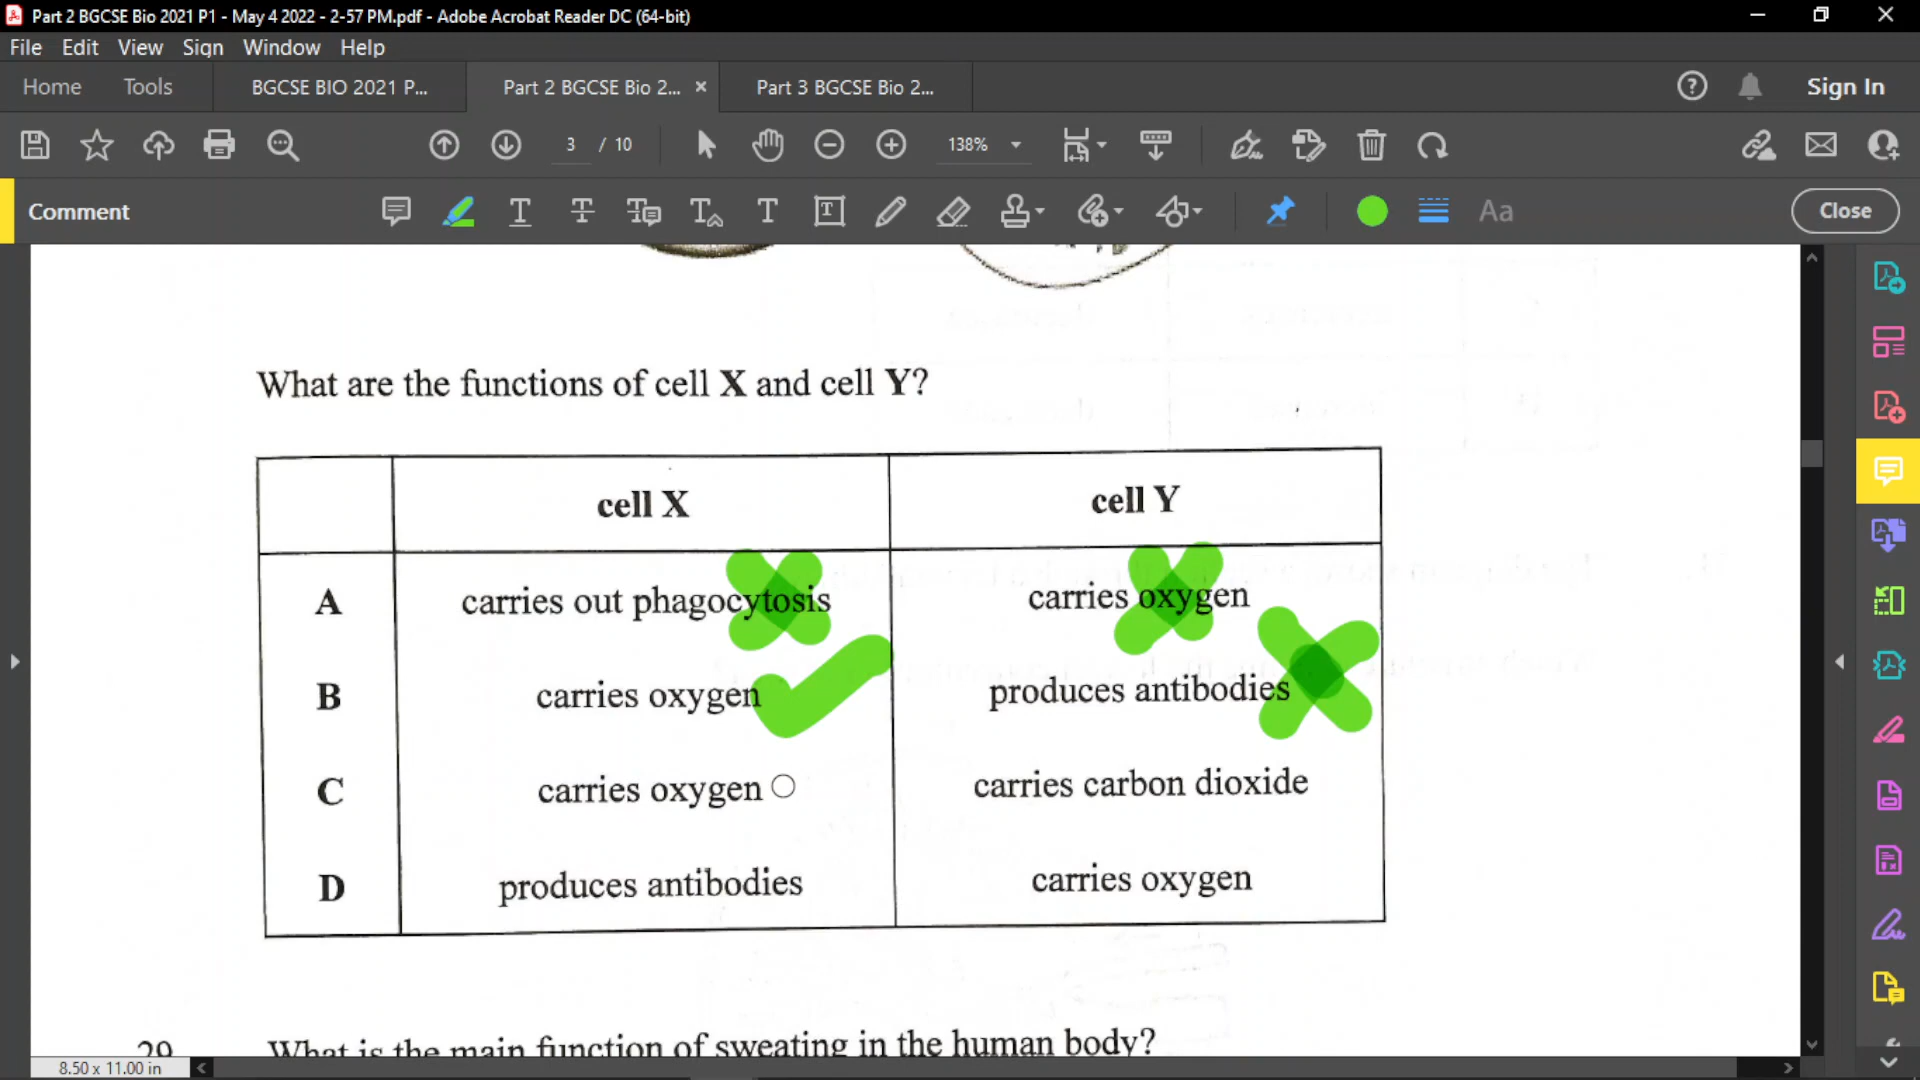 Part 2 BGCSE Bio 2021 P1 - May 4 2022 - 2-57 PM.pdf - Adobe Acrobat Reader DC (64-bit)
File Edit View Sign Window Help
Home Tools BGCSE BIO 2021 P... Part 2 BGCSE Bio 2... × Part 3 BGCSE Bio 2... Sign In
3 / 10 138%
Comment Aa Close
What are the functions of cell X and cell Y?
cell X cell Y
A carries out phagocytosis carries oxygen
B carries oxygen produces antibodies
C carries oxygen carries carbon dioxide
D produces antibodies carries oxygen
29 What is the main function of sweating in the human body?
8.50 x 11.00 in